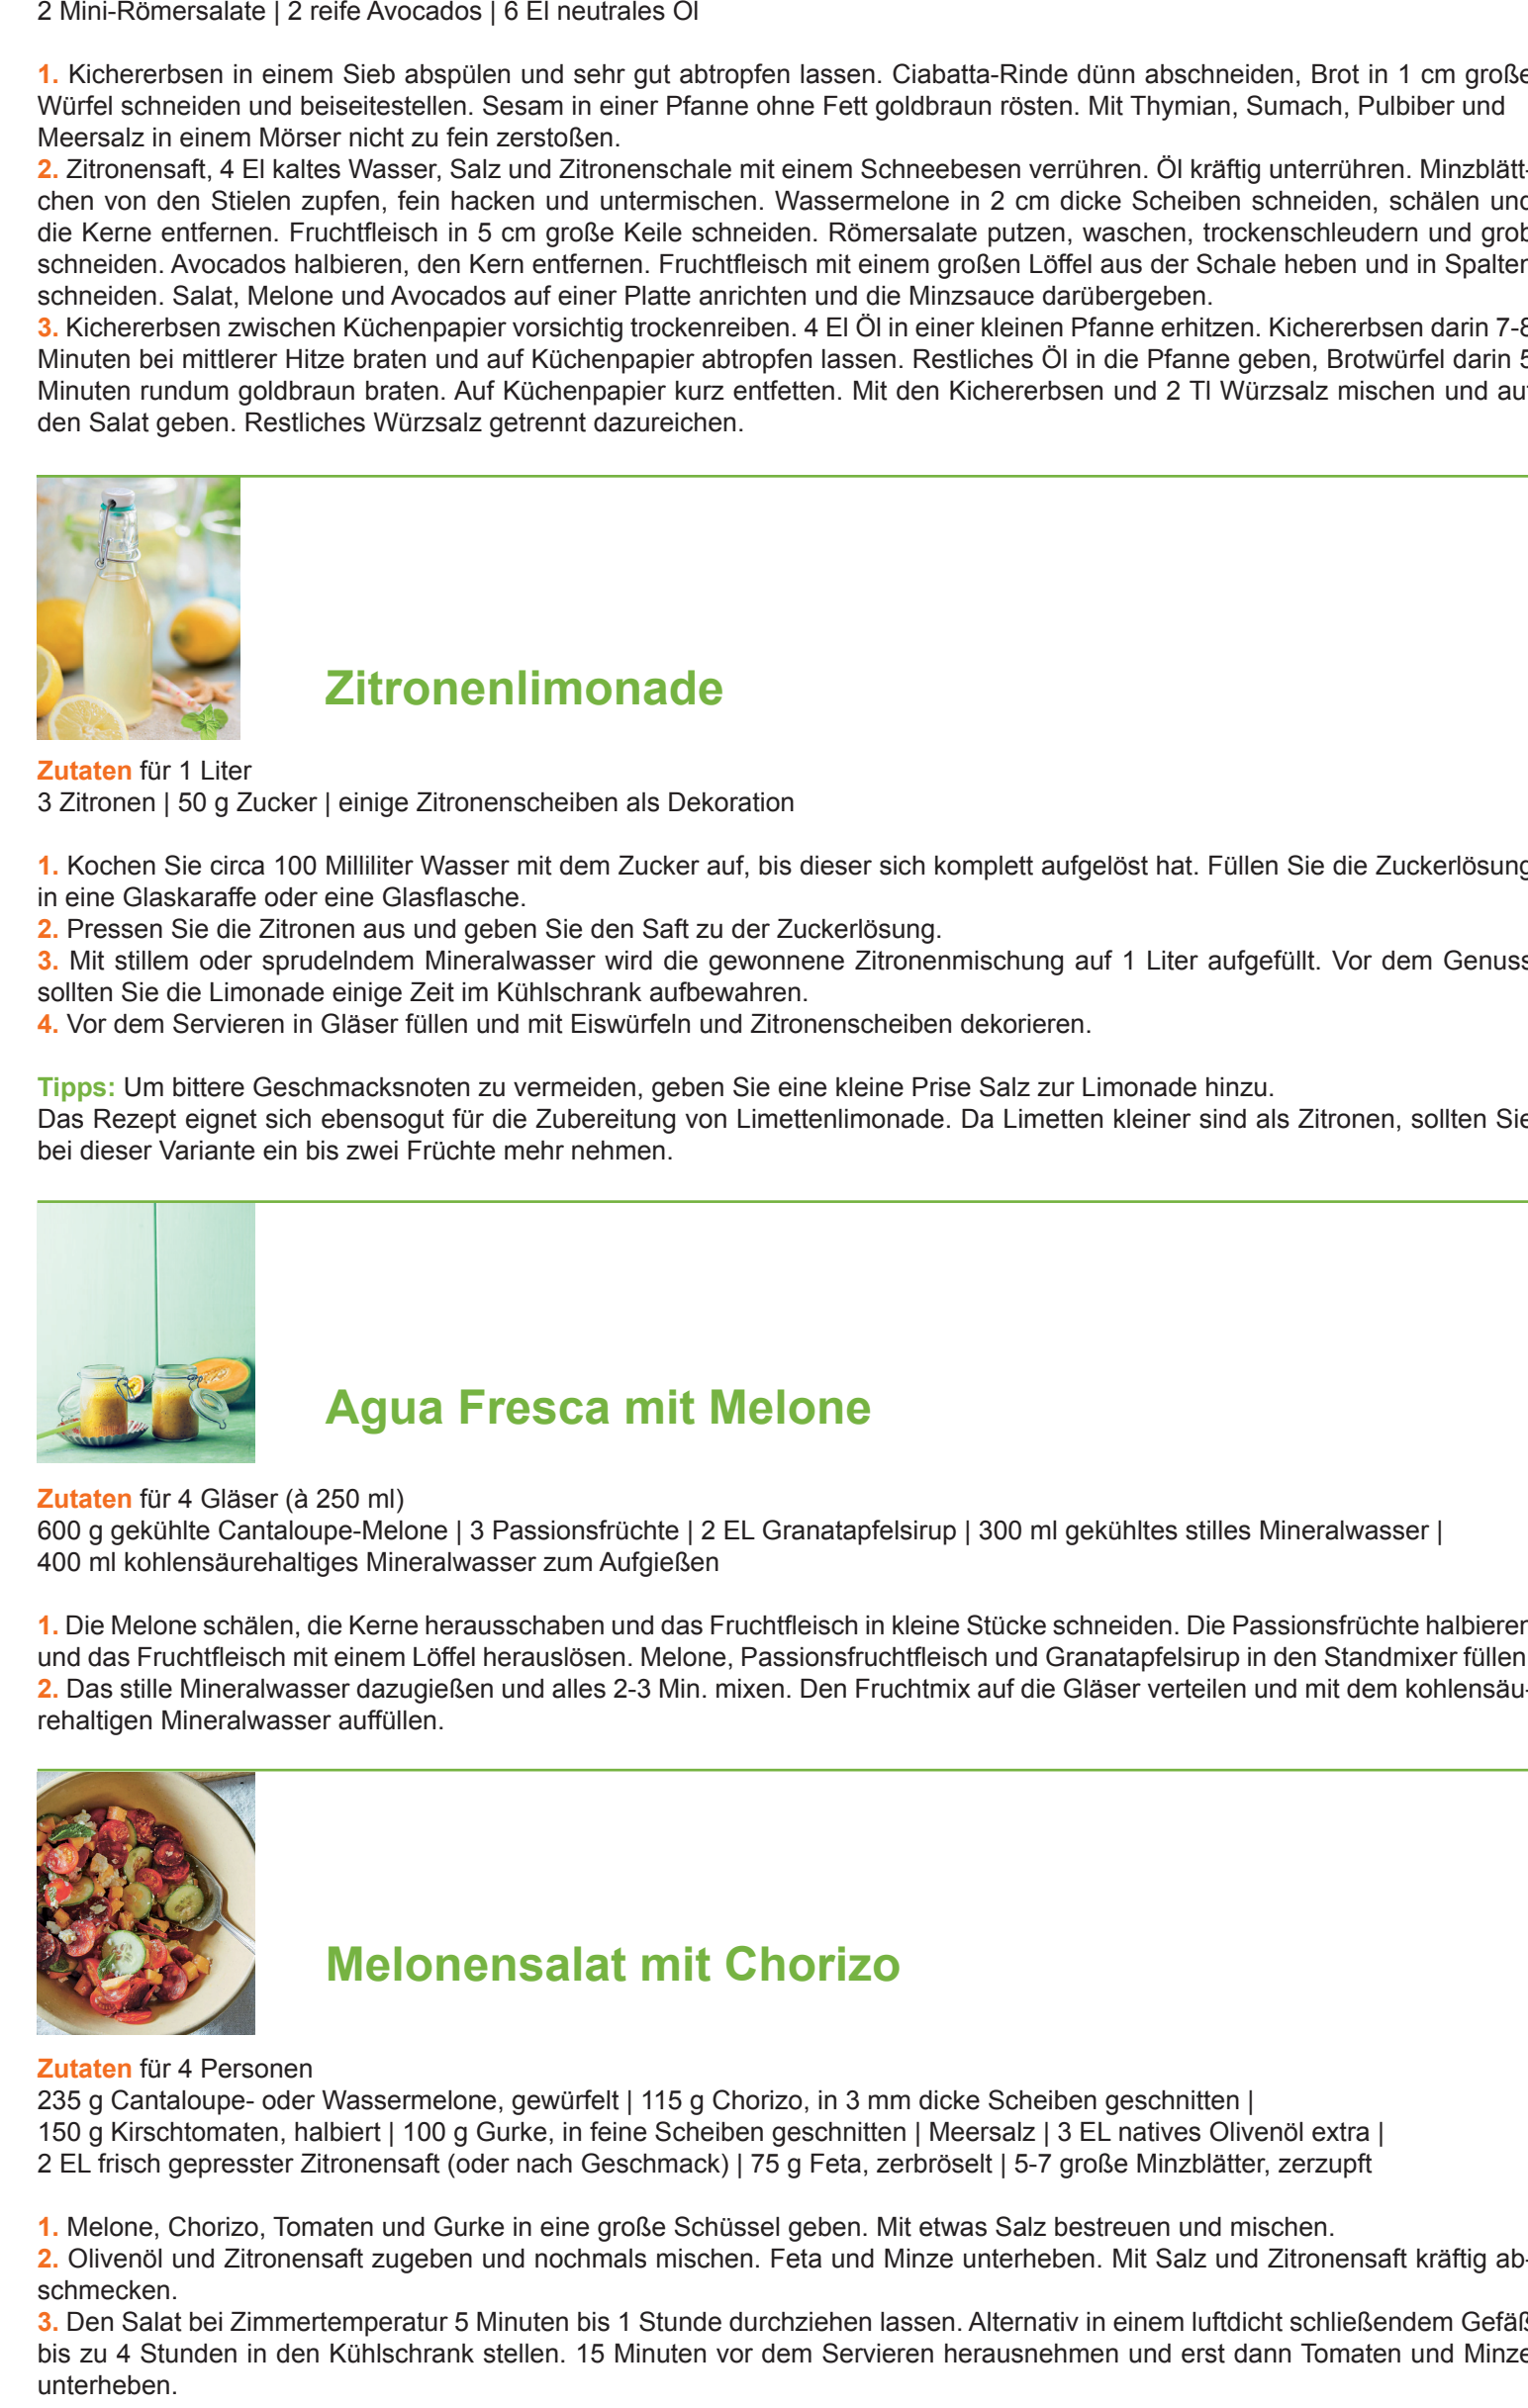 2 Mini-Römersalate | 2 reife Avocados | 6 El neutrales Öl
1. Kichererbsen in einem Sieb abspülen und sehr gut abtropfen lassen. Ciabatta-Rinde dünn abschneiden, Brot in 1 cm große
Würfel schneiden und beiseitestellen. Sesam in einer Pfanne ohne Fett goldbraun rösten. Mit Thymian, Sumach, Pulbiber und
Meersalz in einem Mörser nicht zu fein zerstoßen.
2. Zitronensaft, 4 El kaltes Wasser, Salz und Zitronenschale mit einem Schneebesen verrühren. Öl kräftig unterrühren. Minzblätt-
chen von den Stielen zupfen, fein hacken und untermischen. Wassermelone in 2 cm dicke Scheiben schneiden, schälen und
die Kerne entfernen. Fruchtfleisch in 5 cm große Keile schneiden. Römersalate putzen, waschen, trockenschleudern und grob
schneiden. Avocados halbieren, den Kern entfernen. Fruchtfleisch mit einem großen Löffel aus der Schale heben und in Spalten
schneiden. Salat, Melone und Avocados auf einer Platte anrichten und die Minzsauce darübergeben.
3. Kichererbsen zwischen Küchenpapier vorsichtig trockenreiben. 4 El Öl in einer kleinen Pfanne erhitzen. Kichererbsen darin 7-8
Minuten bei mittlerer Hitze braten und auf Küchenpapier abtropfen lassen. Restliches Öl in die Pfanne geben, Brotwürfel darin 5
Minuten rundum goldbraun braten. Auf Küchenpapier kurz entfetten. Mit den Kichererbsen und 2 Tl Würzsalz mischen und auf
den Salat geben. Restliches Würzsalz getrennt dazureichen.
Zitronenlimonade
Zutaten für 1 Liter
3 Zitronen | 50 g Zucker | einige Zitronenscheiben als Dekoration
1. Kochen Sie circa 100 Milliliter Wasser mit dem Zucker auf, bis dieser sich komplett aufgelöst hat. Füllen Sie die Zuckerlösung
in eine Glaskaraffe oder eine Glasflasche.
2. Pressen Sie die Zitronen aus und geben Sie den Saft zu der Zuckerlösung.
3. Mit stillem oder sprudelndem Mineralwasser wird die gewonnene Zitronenmischung auf 1 Liter aufgefüllt. Vor dem Genuss
sollten Sie die Limonade einige Zeit im Kühlschrank aufbewahren.
4. Vor dem Servieren in Gläser füllen und mit Eiswürfeln und Zitronenscheiben dekorieren.
Tipps: Um bittere Geschmacksnoten zu vermeiden, geben Sie eine kleine Prise Salz zur Limonade hinzu.
Das Rezept eignet sich ebensogut für die Zubereitung von Limettenlimonade. Da Limetten kleiner sind als Zitronen, sollten Sie
bei dieser Variante ein bis zwei Früchte mehr nehmen.
Agua Fresca mit Melone
Zutaten für 4 Gläser (à 250 ml)
600 g gekühlte Cantaloupe-Melone | 3 Passionsfrüchte | 2 EL Granatapfelsirup | 300 ml gekühltes stilles Mineralwasser |
400 ml kohlensäurehaltiges Mineralwasser zum Aufgießen
1. Die Melone schälen, die Kerne herausschaben und das Fruchtfleisch in kleine Stücke schneiden. Die Passionsfrüchte halbieren
und das Fruchtfleisch mit einem Löffel herauslösen. Melone, Passionsfruchtfleisch und Granatapfelsirup in den Standmixer füllen
2. Das stille Mineralwasser dazugießen und alles 2-3 Min. mixen. Den Fruchtmix auf die Gläser verteilen und mit dem kohlensäu-
rehaltigen Mineralwasser auffüllen.
Melonensalat mit Chorizo
Zutaten für 4 Personen
235 g Cantaloupe- oder Wassermelone, gewürfelt | 115 g Chorizo, in 3 mm dicke Scheiben geschnitten |
150 g Kirschtomaten, halbiert | 100 g Gurke, in feine Scheiben geschnitten | Meersalz | 3 EL natives Olivenöl extra |
2 EL frisch gepresster Zitronensaft (oder nach Geschmack) | 75 g Feta, zerbröselt | 5-7 große Minzblätter, zerzupft
1. Melone, Chorizo, Tomaten und Gurke in eine große Schüssel geben. Mit etwas Salz bestreuen und mischen.
2. Olivenöl und Zitronensaft zugeben und nochmals mischen. Feta und Minze unterheben. Mit Salz und Zitronensaft kräftig ab-
schmecken.
3. Den Salat bei Zimmertemperatur 5 Minuten bis 1 Stunde durchziehen lassen. Alternativ in einem luftdicht schließendem Gefäß
bis zu 4 Stunden in den Kühlschrank stellen. 15 Minuten vor dem Servieren herausnehmen und erst dann Tomaten und Minze
unterheben.